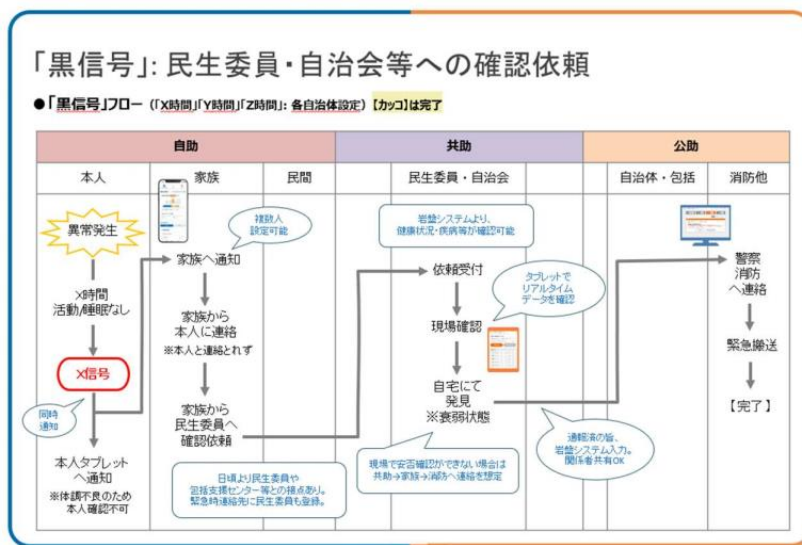 「黒信号」: 民生委員・自治会等への確認依頼
●「黒信号」フロー (「X時間」「Y時間」「Z時間」: 各自治体設定) 【カッコ】は完了
自助
共助
公助
本人
家族
民間
民生委員・自治会
自治体・包括
消防他
異常発生
X時間
活動/睡眠なし
X信号
同時
通知
本人タブレット
へ通知
※体調不良のため
本人確認不可
複数人
設定可能
家族へ通知
家族から
本人に連絡
※本人と連絡とれず
家族から
民生委員へ
確認依頼
日頃より民生委員や
包括支援センター等との接点あり。
緊急時連絡先に民生委員も登録。
岩盤システムより、
健康状況・疾病等が確認可能
依頼受付
タブレットで
リアルタイム
データを確認
現場確認
自宅にて
発見
※衰弱状態
現場で安否確認ができない場合は
共助→家族→消防へ連絡を想定
通報済の旨、
岩盤システム入力。
関係者共有OK
警察
消防
へ連絡
緊急搬送
【完了】